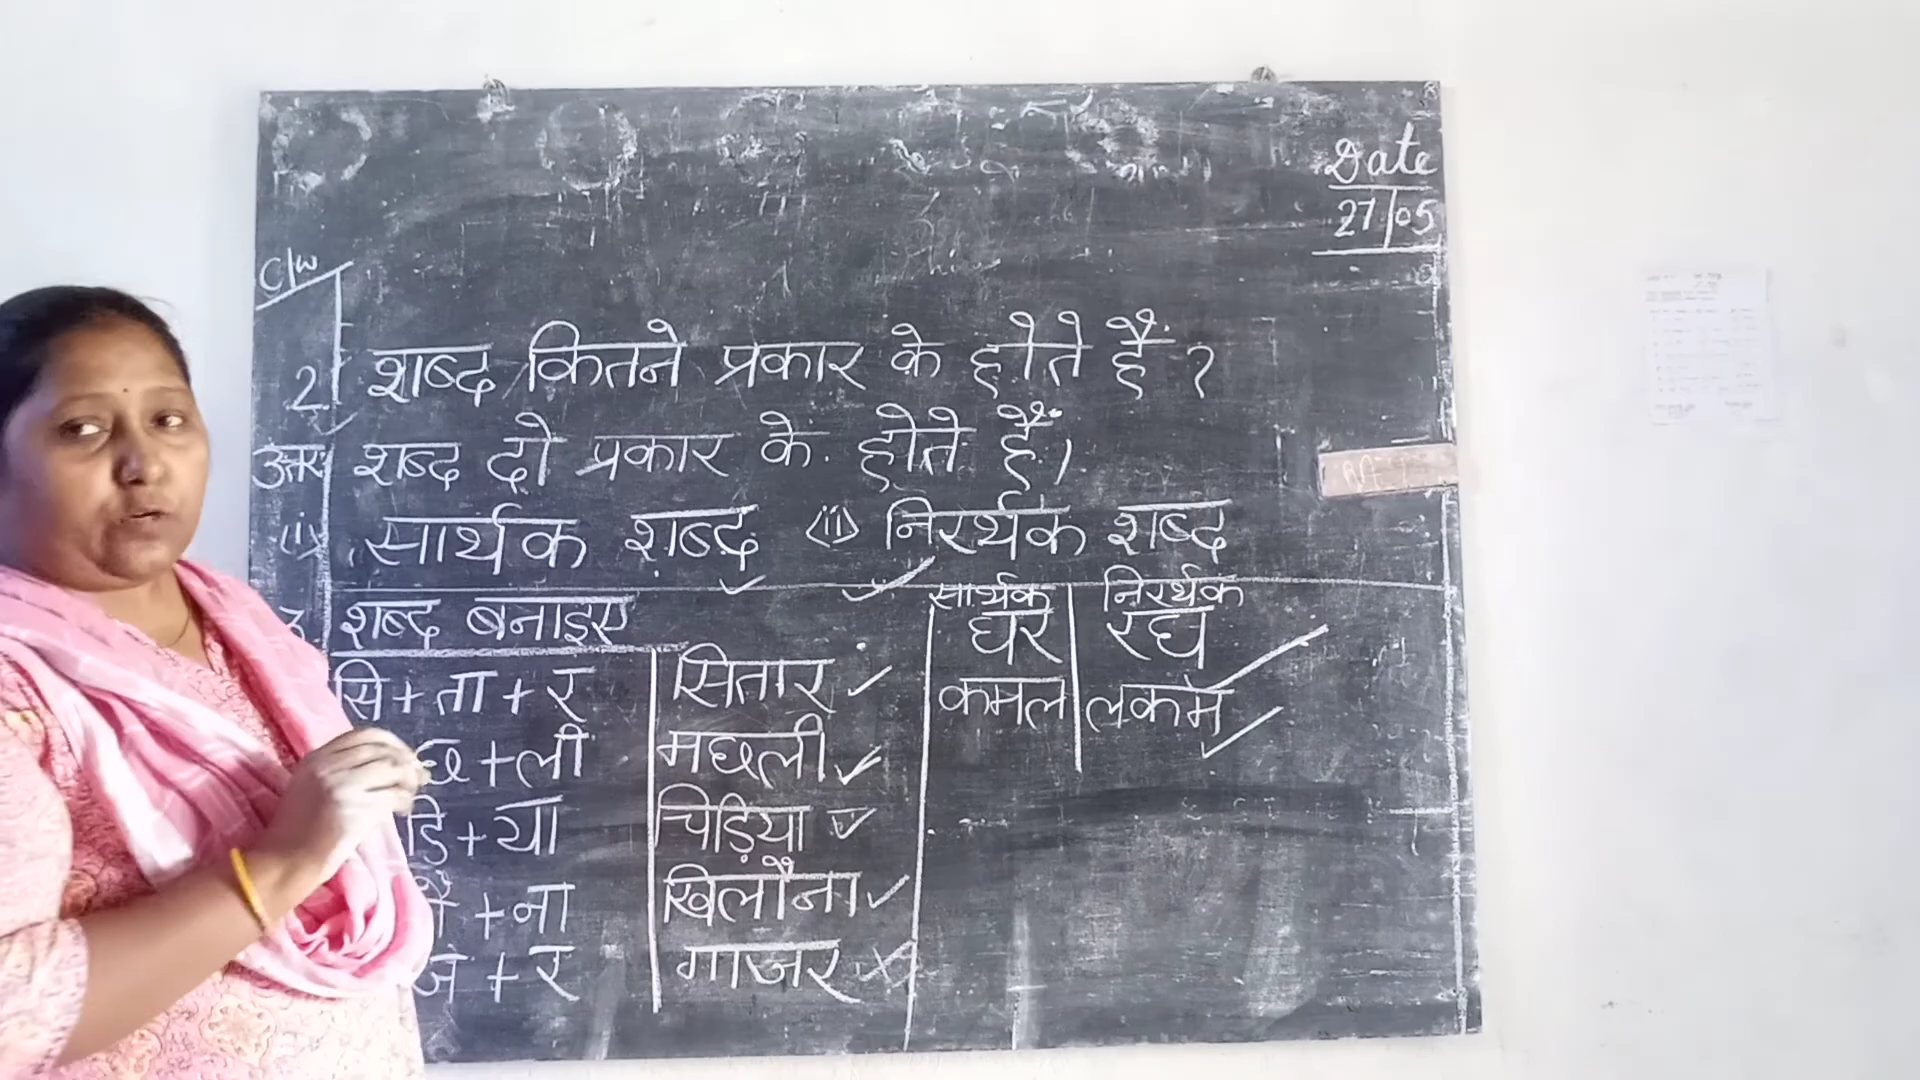 Date
27/05
C/w
2 शब्द कितने प्रकार के होते हैं ?
उत्तर शब्द दो प्रकार के होते हैं।
(i) सार्थक शब्द (ii) निरर्थक शब्द
3. शब्द बनाइए
सि + ता + र सितार
छ + ली मछली
ड़ि + या चिड़िया
+ ना खिलौना
ज + र गाजर
सार्थक निरर्थक
घर रघ
कमल लकम